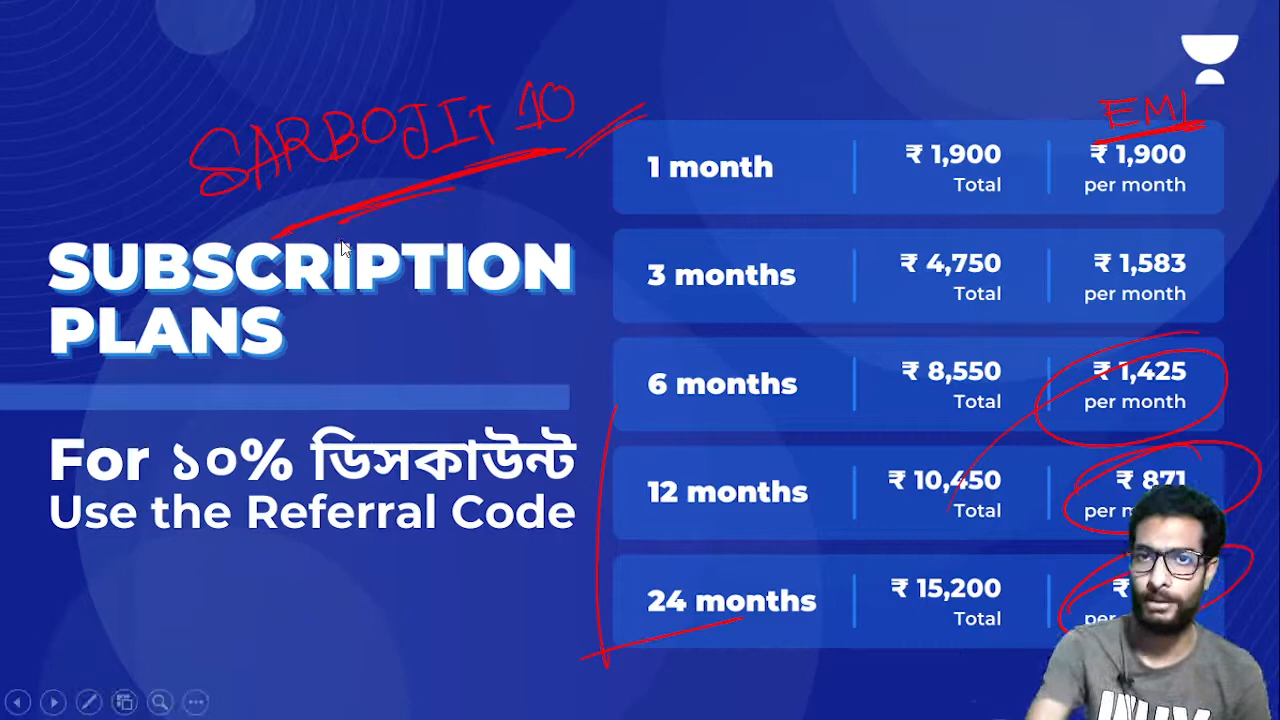 SARBOJIT 10
SUBSCRIPTION
PLANS
For ১০% ডিসকাউন্ট
Use the Referral Code
EMI
1 month ₹ 1,900 ₹ 1,900
Total per month
3 months ₹ 4,750 ₹ 1,583
Total per month
6 months ₹ 8,550 ₹ 1,425
Total per month
12 months ₹ 10,450 ₹ 871
Total
24 months ₹ 15,200 ₹
Total